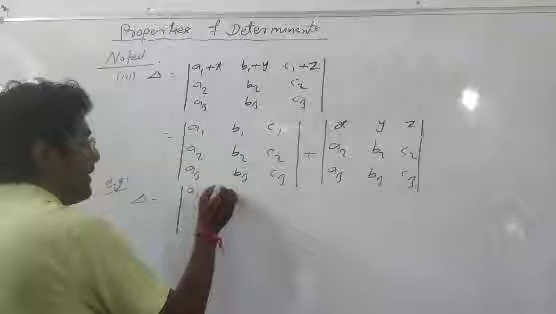 Properties of Determinants
Noted
(iii) Δ = | a₁+x b₁+y c₁+z |
| a₂ b₂ c₂ |
| a₃ b₃ c₃ |
= | a₁ b₁ c₁ | + | x y z |
| a₂ b₂ c₂ | | a₂ b₂ c₂ |
| a₃ b₃ c₃ | | a₃ b₃ c₃ |
e.g:
Δ = | a